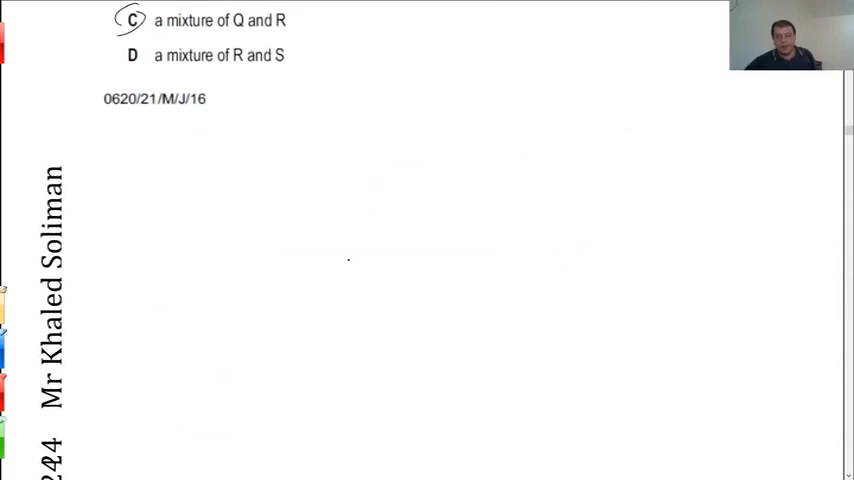 C a mixture of Q and R
D a mixture of R and S
0620/21/M/J/16
Mr Khaled Soliman